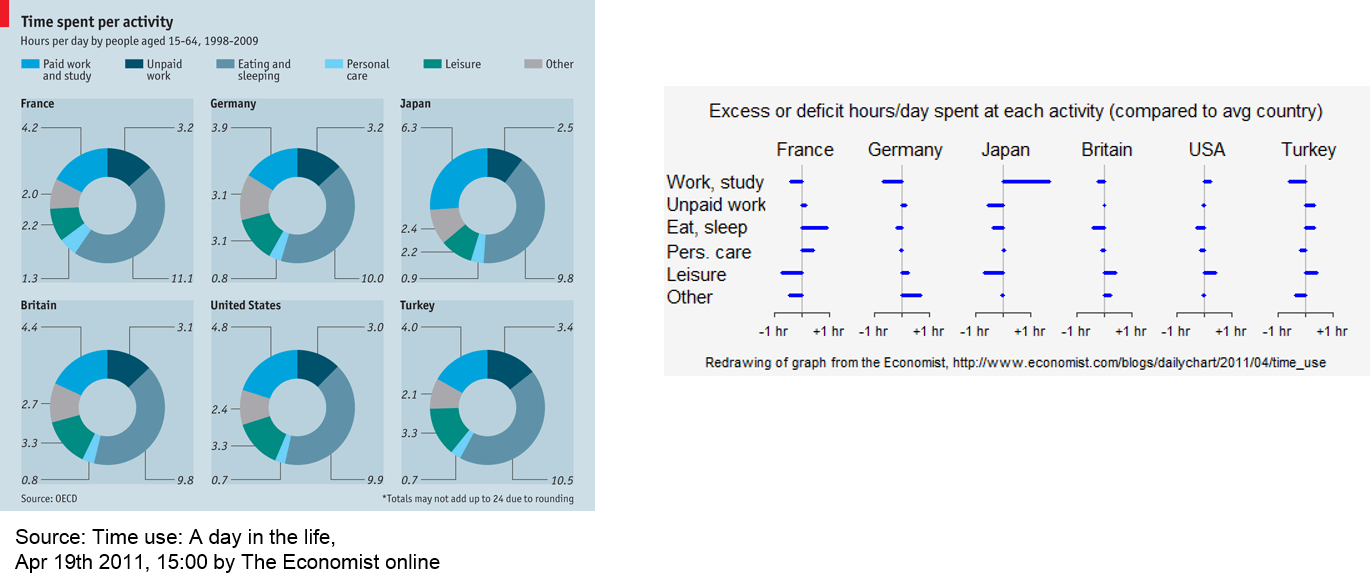 Time spent per activity
Hours per day by people aged 15-64, 1998-2009
Paid work and study
Unpaid work
Eating and sleeping
Personal care
Leisure
Other
France
4.2
3.2
2.0
2.2
1.3
11.1
Germany
3.9
3.2
3.1
3.1
0.8
10.0
Japan
6.3
2.5
2.4
2.2
0.9
9.8
Britain
4.4
3.1
2.7
3.3
0.8
9.8
United States
4.8
3.0
2.4
3.3
0.7
9.9
Turkey
4.0
3.4
2.1
3.3
0.7
10.5
Source: OECD
*Totals may not add up to 24 due to rounding
Source: Time use: A day in the life,
Apr 19th 2011, 15:00 by The Economist online
Excess or deficit hours/day spent at each activity (compared to avg country)
France Germany Japan Britain USA Turkey
Work, study
Unpaid work
Eat, sleep
Pers. care
Leisure
Other
-1 hr +1 hr -1 hr +1 hr -1 hr +1 hr -1 hr +1 hr -1 hr +1 hr -1 hr +1 hr
Redrawing of graph from the Economist, http://www.economist.com/blogs/dailychart/2011/04/time_use